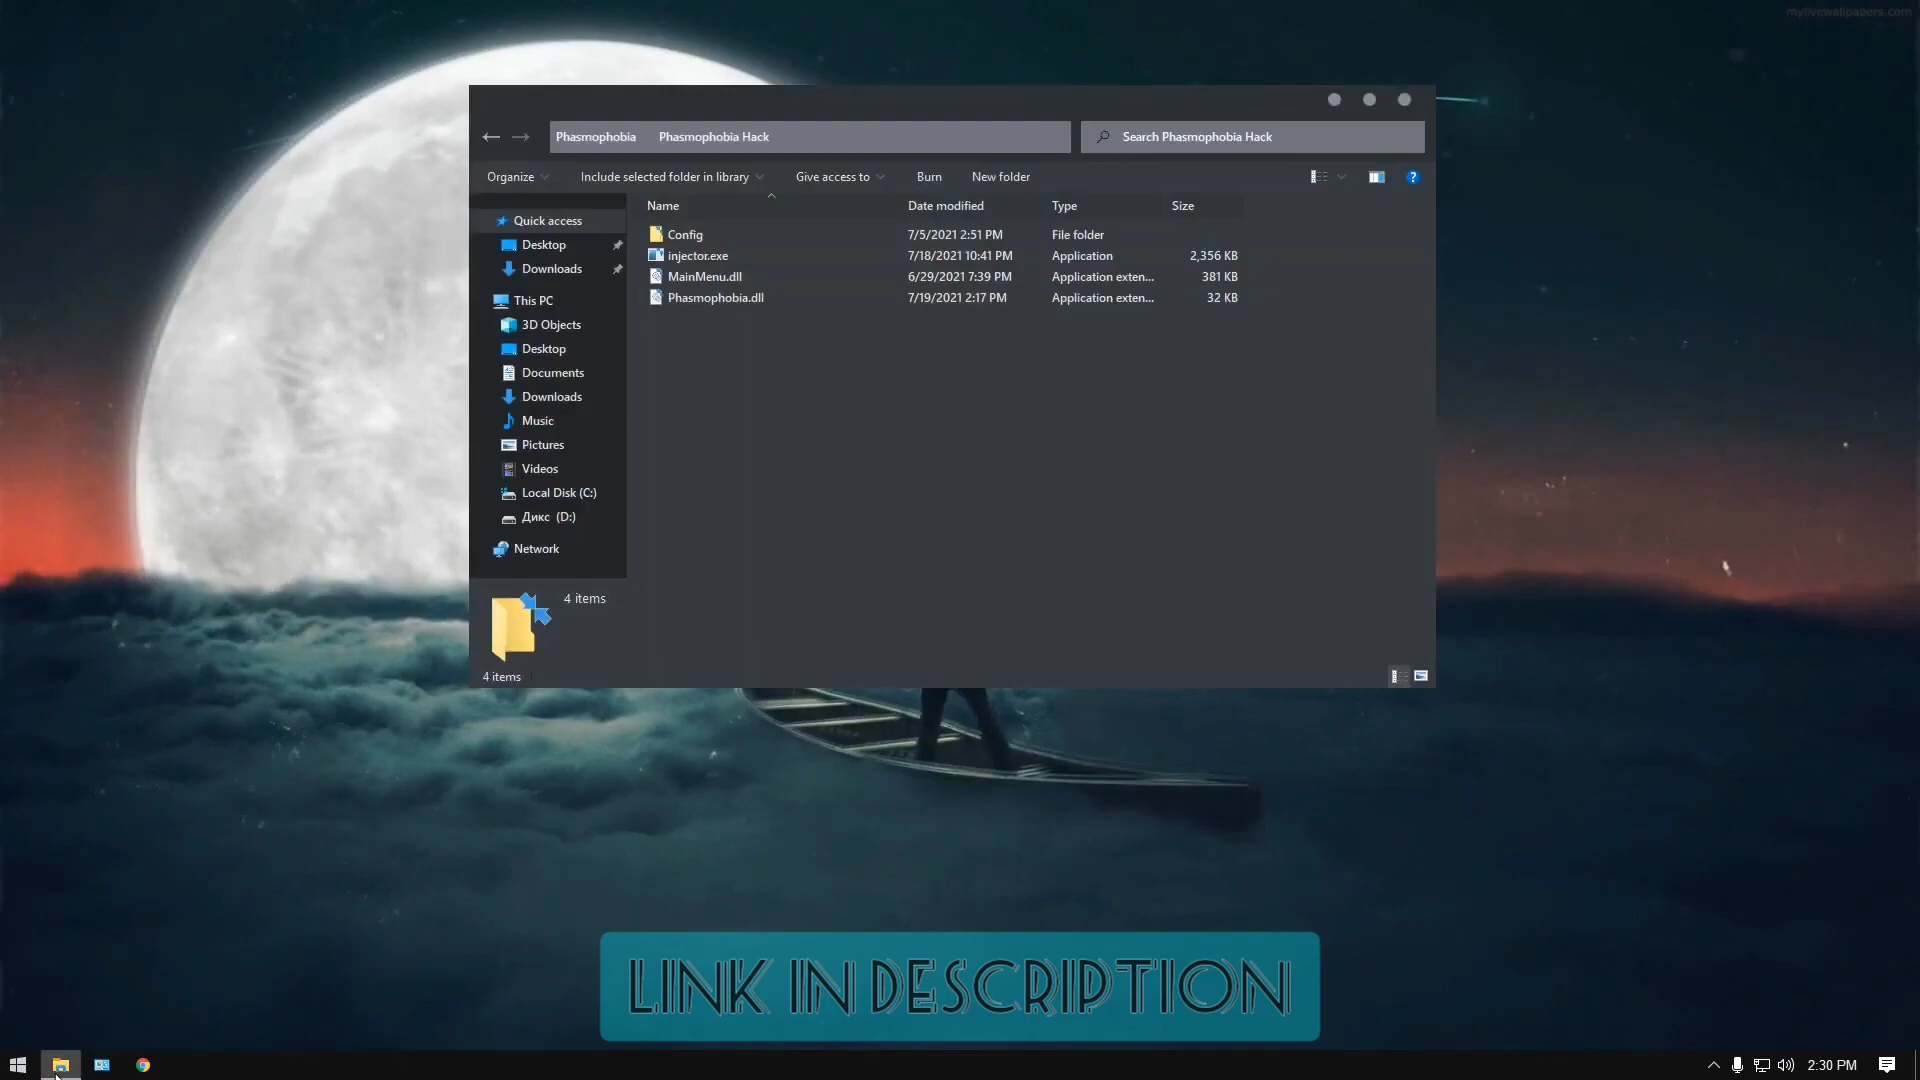 mylivewallpapers.com
Phasmophobia Phasmophobia Hack
Search Phasmophobia Hack
Organize Include selected folder in library Give access to Burn New folder
Name Date modified Type Size
Quick access
Desktop
Downloads
This PC
3D Objects
Desktop
Documents
Downloads
Music
Pictures
Videos
Local Disk (C:)
Дикс (D:)
Network
Config 7/5/2021 2:51 PM File folder
injector.exe 7/18/2021 10:41 PM Application 2,356 KB
MainMenu.dll 6/29/2021 7:39 PM Application exten... 381 KB
Phasmophobia.dll 7/19/2021 2:17 PM Application exten... 32 KB
4 items
4 items
LINK IN DESCRIPTION
2:30 PM